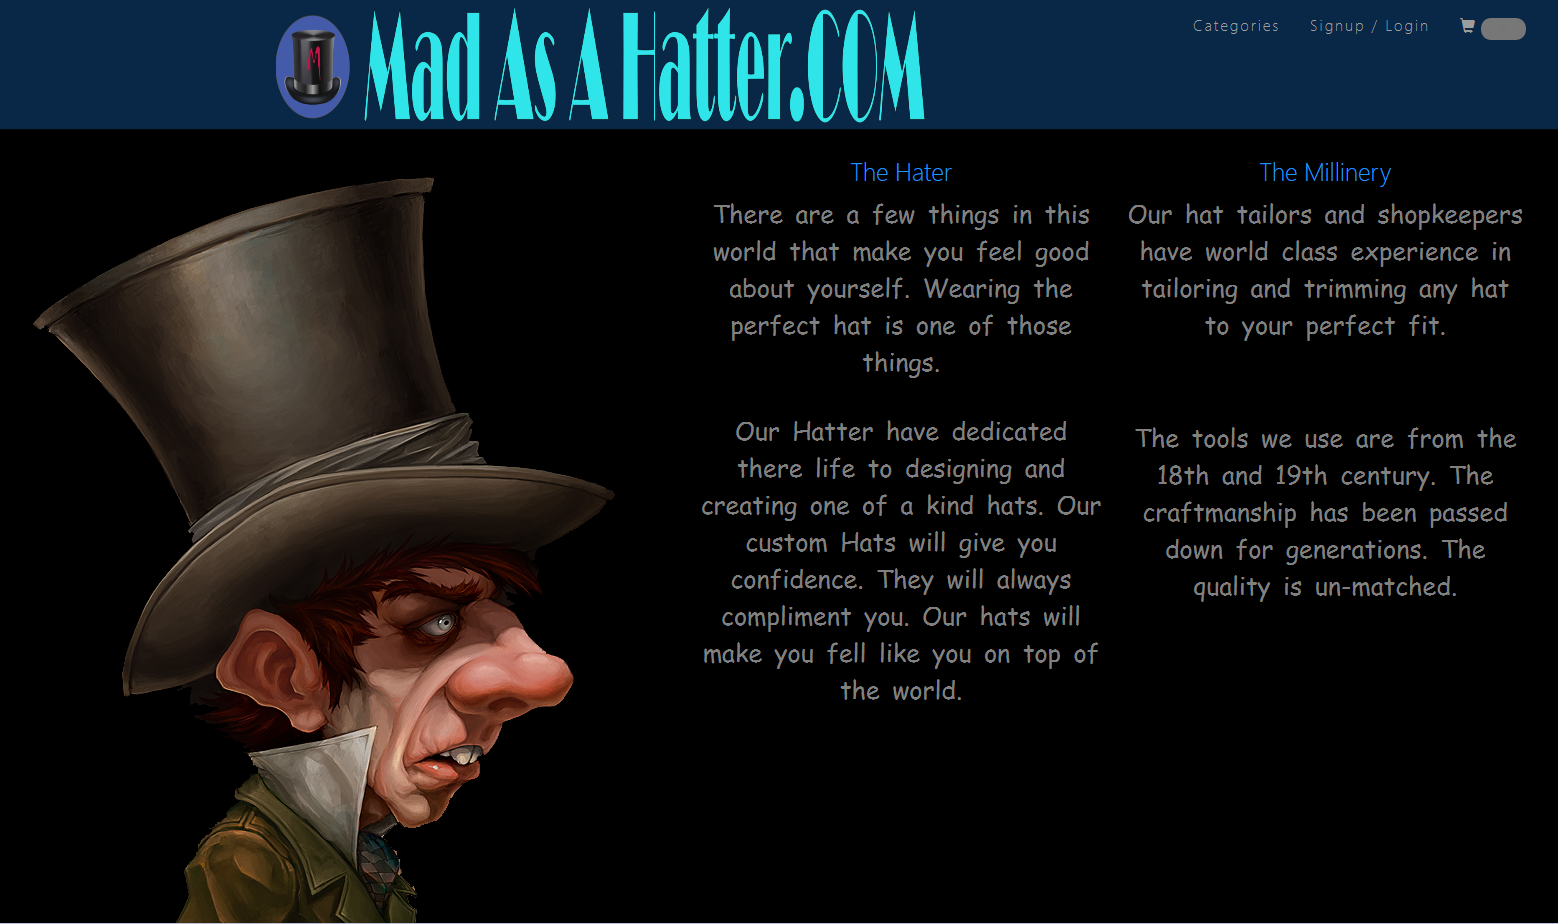 M
Mad As A Hatter.COM
Categories
Signup / Login
The Hater
There are a few things in this
world that make you feel good
about yourself. Wearing the
perfect hat is one of those
things.
Our Hatter have dedicated
there life to designing and
creating one of a kind hats. Our
custom Hats will give you
confidence. They will always
compliment you. Our hats will
make you fell like you on top of
the world.
The Millinery
Our hat tailors and shopkeepers
have world class experience in
tailoring and trimming any hat
to your perfect fit.
The tools we use are from the
18th and 19th century. The
craftmanship has been passed
down for generations. The
quality is un-matched.